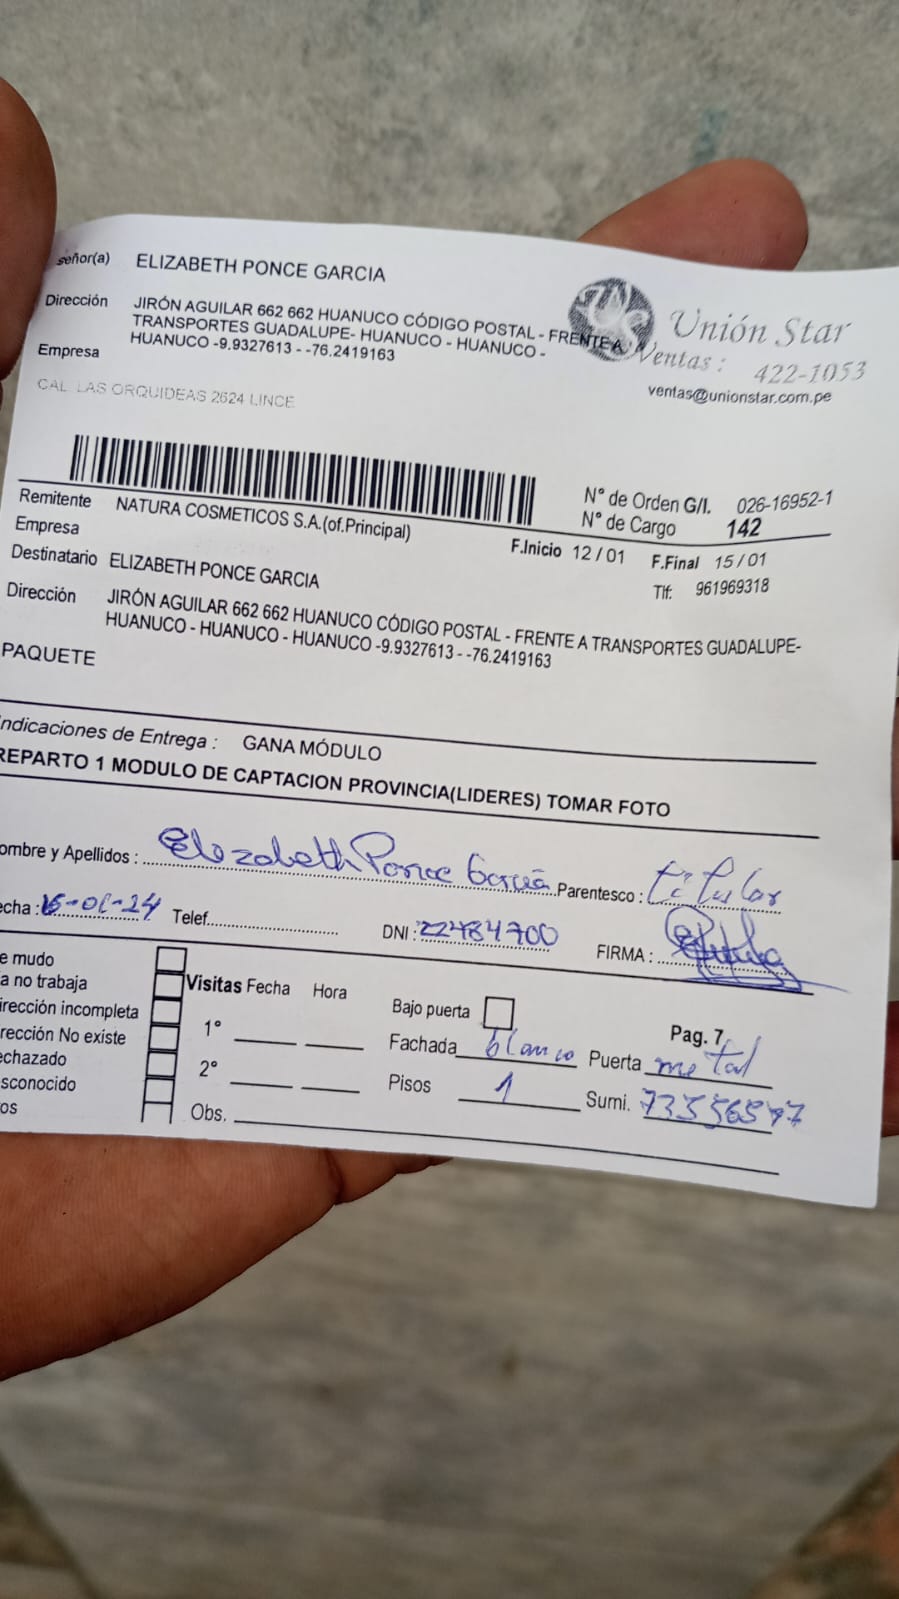 señor(a) ELIZABETH PONCE GARCIA
Dirección JIRÓN AGUILAR 662 662 HUANUCO CÓDIGO POSTAL - FRENTE A
TRANSPORTES GUADALUPE- HUANUCO - HUANUCO -
HUANUCO -9.9327613 - -76.2419163
Empresa
CAL LAS ORQUIDEAS 2624 LINCE
Unión Star
Ventas : 422-1053
ventas@unionstar.com.pe
N° de Orden G/I. 026-16952-1
N° de Cargo 142
Remitente NATURA COSMETICOS S.A.(of.Principal)
Empresa
F.Inicio 12 / 01 F.Final 15 / 01
Destinatario ELIZABETH PONCE GARCIA
Tlf: 961969318
Dirección JIRÓN AGUILAR 662 662 HUANUCO CÓDIGO POSTAL - FRENTE A TRANSPORTES GUADALUPE-
HUANUCO - HUANUCO - HUANUCO -9.9327613 - -76.2419163
PAQUETE
ndicaciones de Entrega : GANA MÓDULO
REPARTO 1 MODULO DE CAPTACION PROVINCIA(LIDERES) TOMAR FOTO
ombre y Apellidos : Elizabeth Ponce García Parentesco : titular
echa : 15-01-24 Telef. DNI : 22484700 FIRMA :
e mudo
a no trabaja
irección incompleta
rección No existe
echazado
sconocido
os
Visitas Fecha Hora
1°
2°
Obs.
Bajo puerta
Pag. 7
Fachada blanco Puerta metal
Pisos 1 Sumi. 73556547